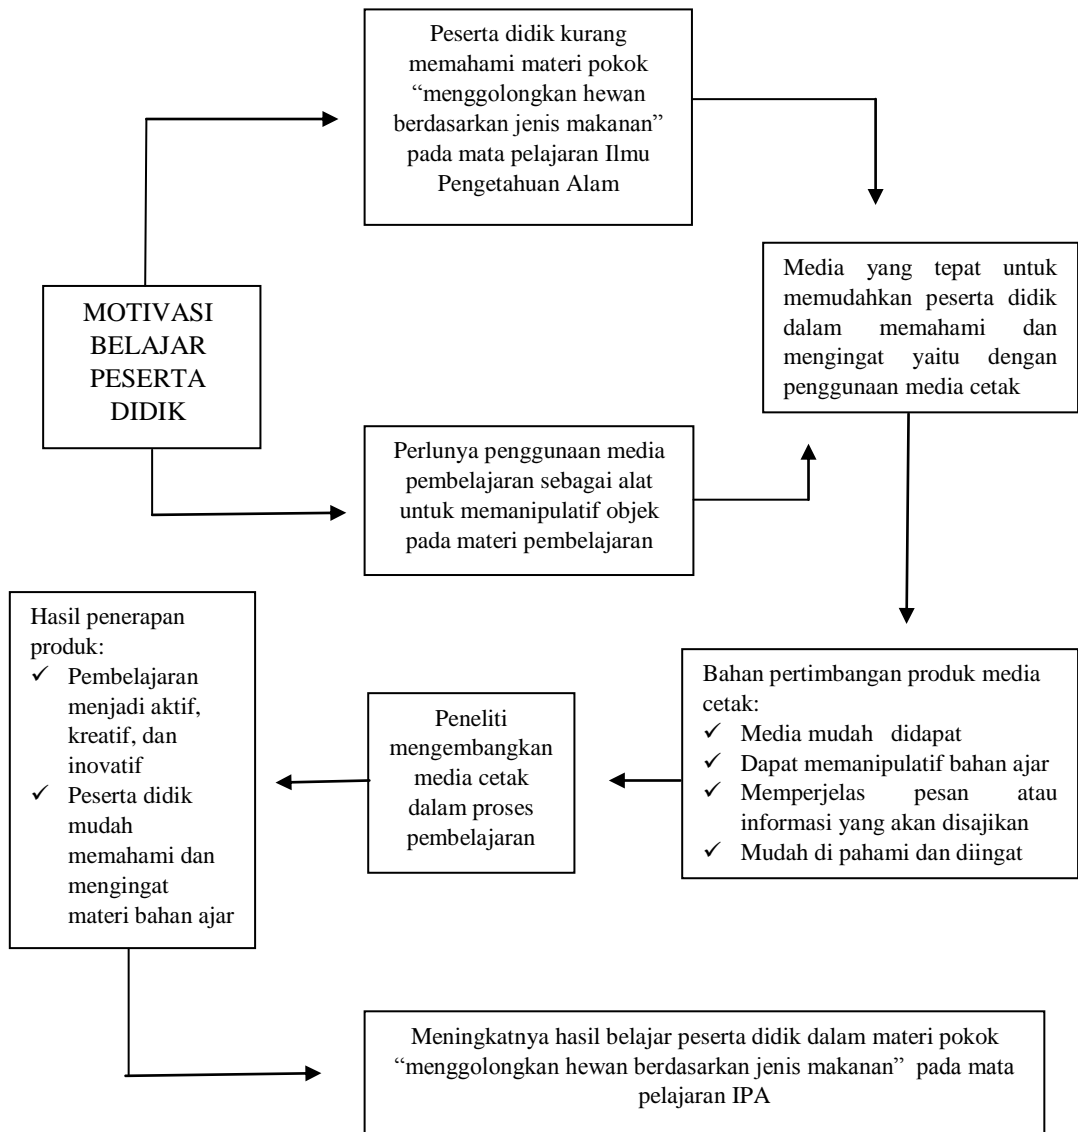 Peserta didik kurang
memahami materi pokok
“menggolongkan hewan
berdasarkan jenis makanan”
pada mata pelajaran Ilmu
Pengetahuan Alam
MOTIVASI
BELAJAR
PESERTA
DIDIK
Media yang tepat untuk
memudahkan peserta didik
dalam memahami dan
mengingat yaitu dengan
penggunaan media cetak
Perlunya penggunaan media
pembelajaran sebagai alat
untuk memanipulatif objek
pada materi pembelajaran
Bahan pertimbangan produk media
cetak:
✓ Media mudah didapat
✓ Dapat memanipulatif bahan ajar
✓ Memperjelas pesan atau
informasi yang akan disajikan
✓ Mudah di pahami dan diingat
Peneliti
mengembangkan
media cetak
dalam proses
pembelajaran
Hasil penerapan
produk:
✓ Pembelajaran
menjadi aktif,
kreatif, dan
inovatif
✓ Peserta didik
mudah
memahami dan
mengingat
materi bahan ajar
Meningkatnya hasil belajar peserta didik dalam materi pokok
“menggolongkan hewan berdasarkan jenis makanan” pada mata
pelajaran IPA